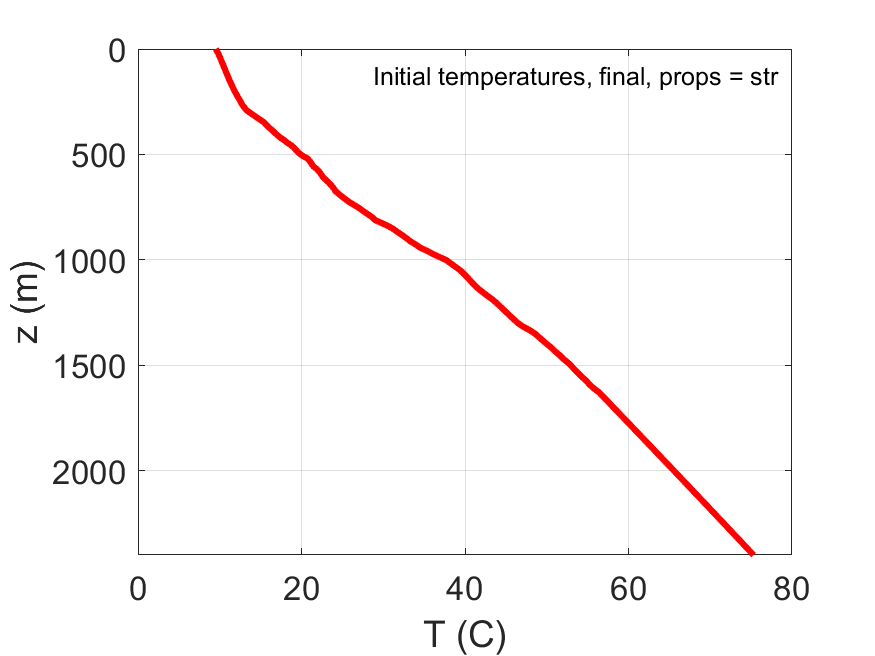 Initial temperatures, final, props = str
0
500
1000
1500
2000
z (m)
0 20 40 60 80
T (C)